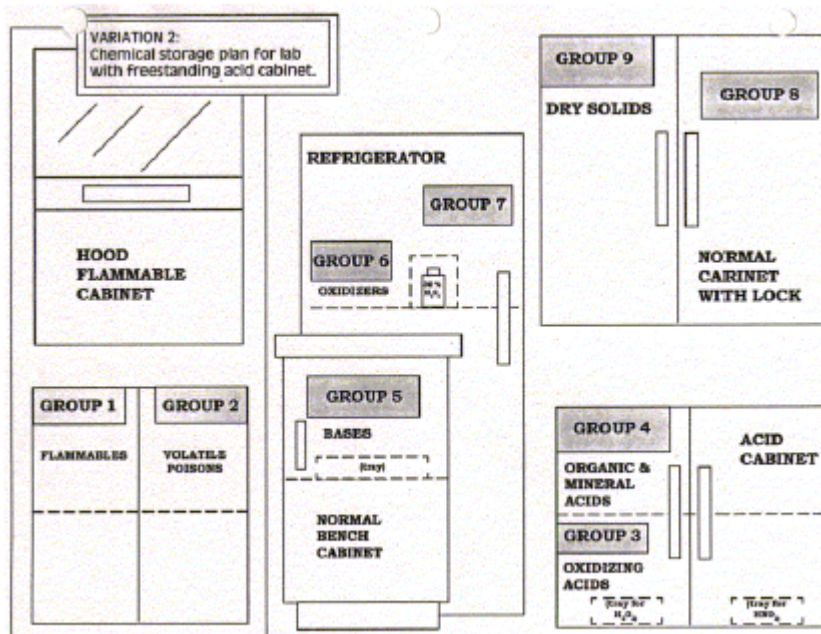 VARIATION 2:
Chemical storage plan for lab
with freestanding acid cabinet.
HOOD
FLAMMABLE
CABINET
GROUP 1
FLAMMABLES
GROUP 2
VOLATILE
POISONS
REFRIGERATOR
GROUP 7
GROUP 6
OXIDIZERS
GROUP 5
BASES
(tray)
NORMAL
BENCH
CABINET
GROUP 9
DRY SOLIDS
GROUP 8
NORMAL
CABINET
WITH LOCK
GROUP 4
ORGANIC &
MINERAL
ACIDS
GROUP 3
OXIDIZING
ACIDS
(tray for
ACID
CABINET
(tray for